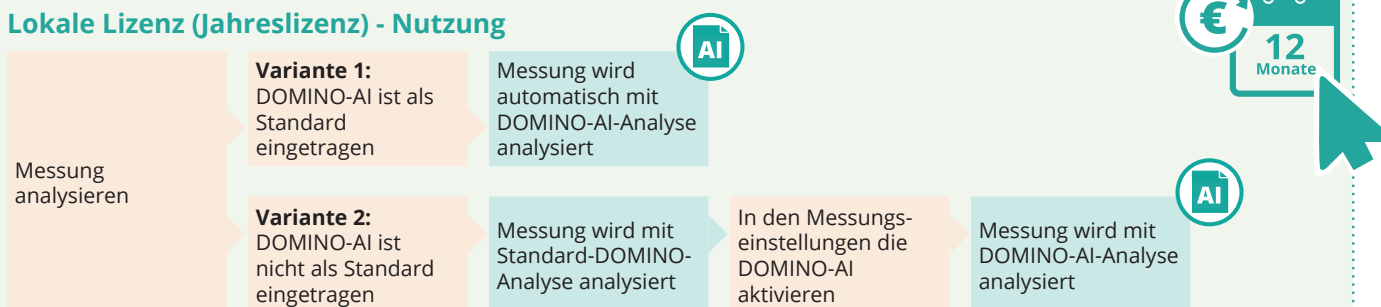 Lokale Lizenz (Jahreslizenz) - Nutzung
AI
€
12
Monate
Messung
analysieren
Variante 1:
DOMINO-AI ist als
Standard
eingetragen
Messung wird
automatisch mit
DOMINO-AI-Analyse
analysiert
Variante 2:
DOMINO-AI ist
nicht als Standard
eingetragen
Messung wird mit
Standard-DOMINO-
Analyse analysiert
In den Messungs-
einstellungen die
DOMINO-AI
aktivieren
Messung wird mit
DOMINO-AI-Analyse
analysiert
AI